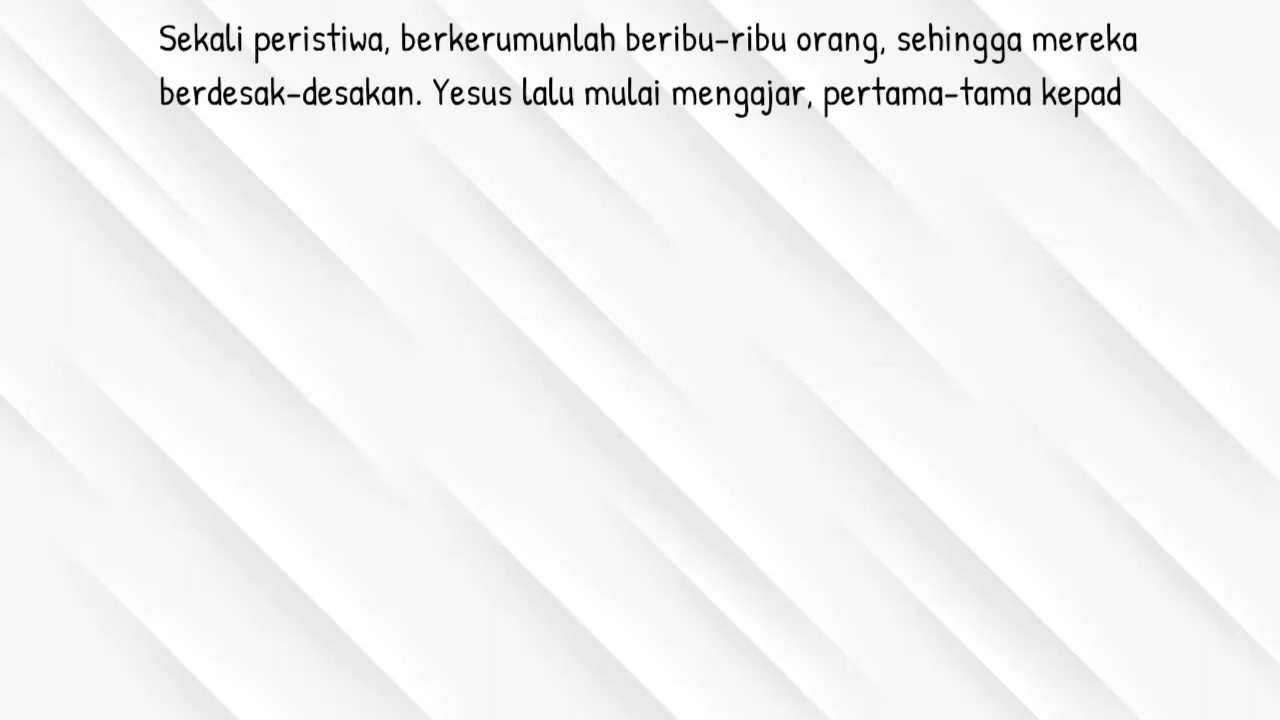 Sekali peristiwa, berkerumunlah beribu-ribu orang, sehingga mereka
berdesak-desakan. Yesus lalu mulai mengajar, pertama-tama kepad